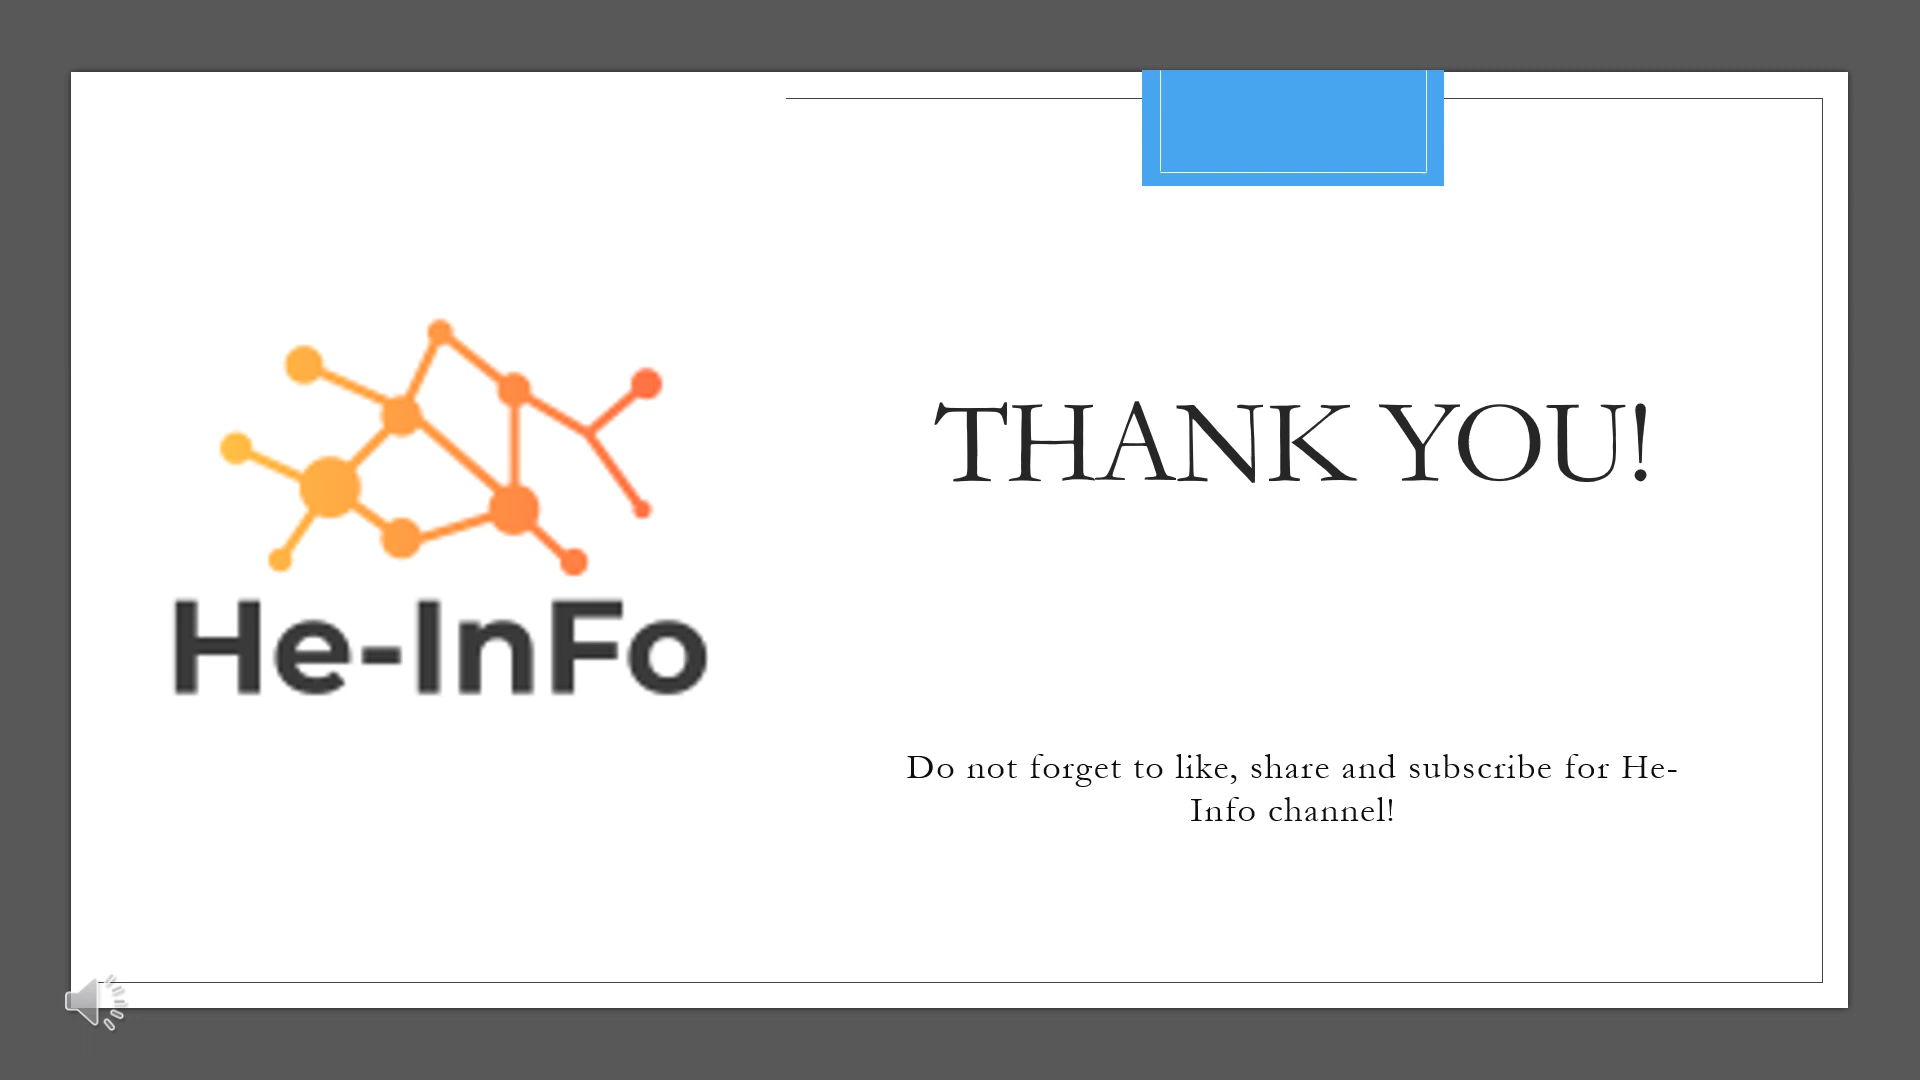 He-InFo
THANK YOU!
Do not forget to like, share and subscribe for He-
Info channel!